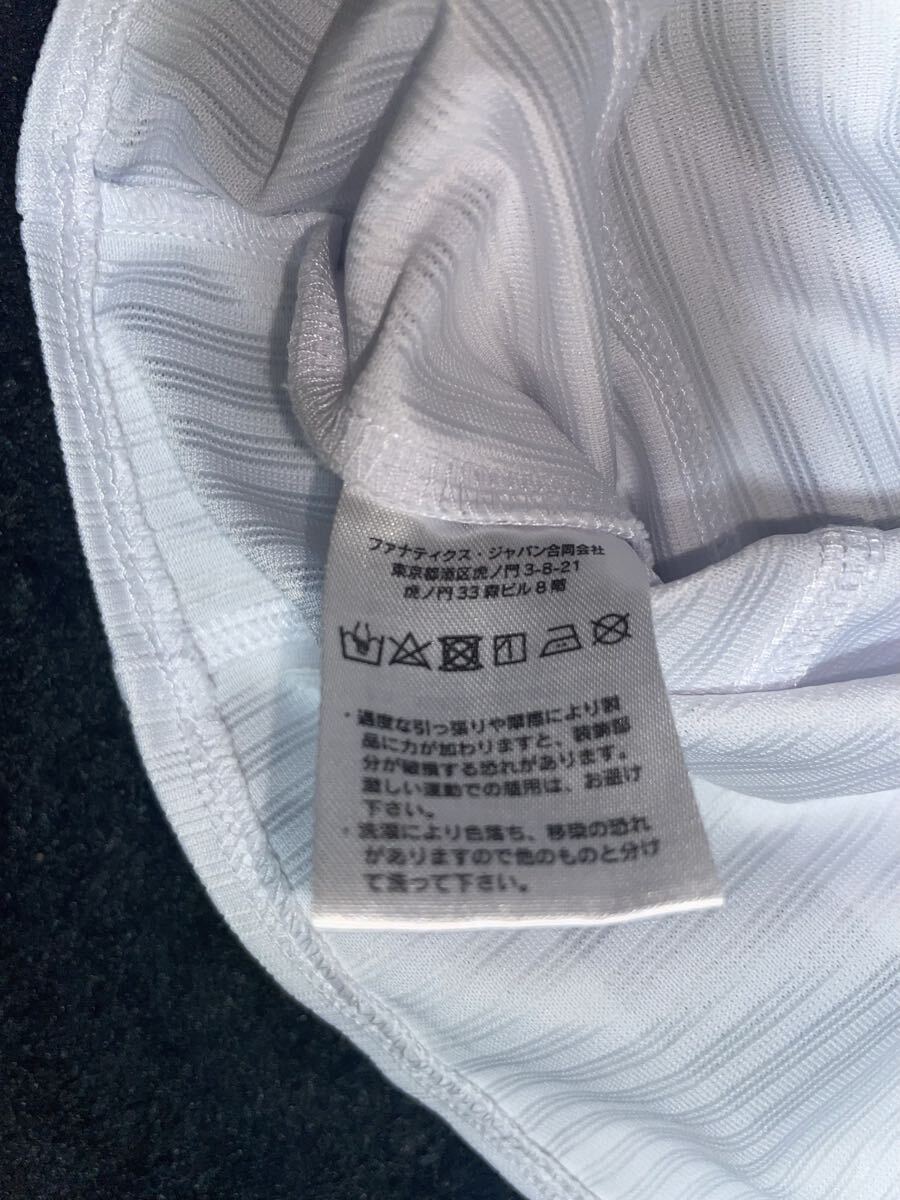 ファナティクス・ジャパン合同会社
東京都港区虎ノ門3-8-21
虎ノ門33森ビル8階
・過度な引っ張りや摩擦により製
品に力が加わりますと、装飾部
分が破損する恐れがあります。
激しい運動での着用は、お避け
下さい。
・洗濯により色落ち、移染の恐れ
がありますので他のものと分け
て洗って下さい。